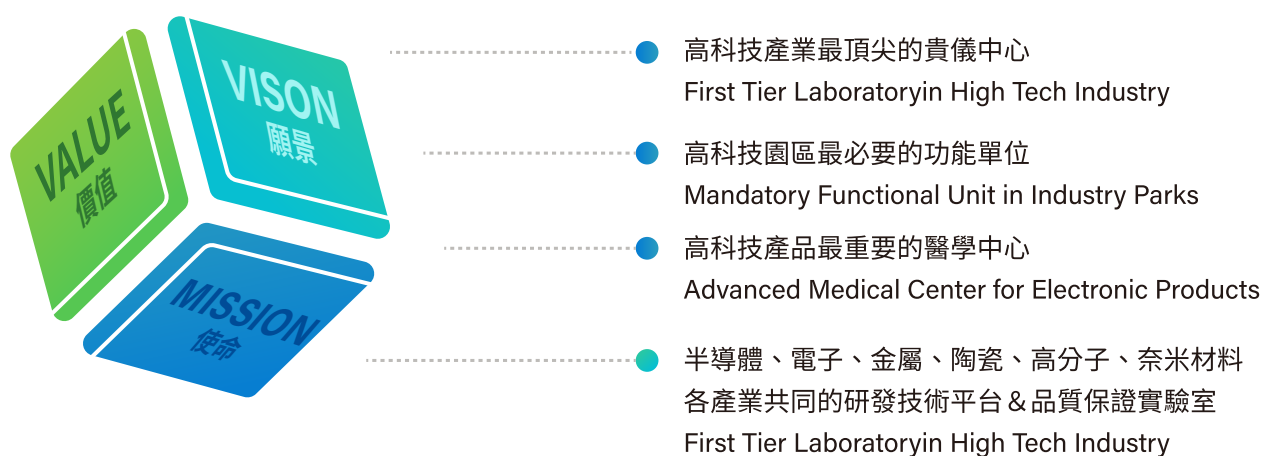 VALUE
價值
VISON
願景
MISSION
使命
高科技產業最頂尖的貴儀中心
First Tier Laboratoryin High Tech Industry
高科技園區最必要的功能單位
Mandatory Functional Unit in Industry Parks
高科技產品最重要的醫學中心
Advanced Medical Center for Electronic Products
半導體、電子、金屬、陶瓷、高分子、奈米材料
各產業共同的研發技術平台＆品質保證實驗室
First Tier Laboratoryin High Tech Industry